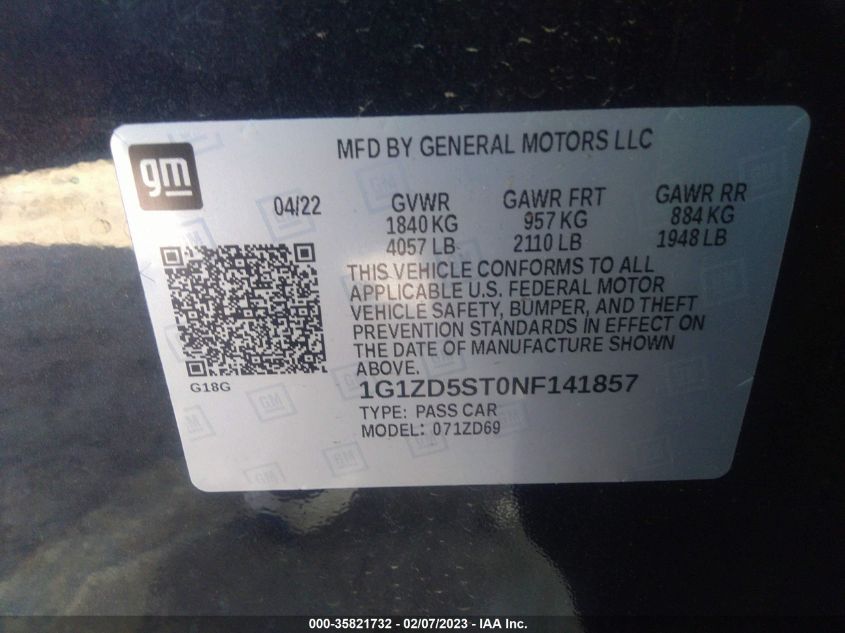 MFD BY GENERAL MOTORS LLC
gm
04/22
GVWR GAWR FRT GAWR RR
1840 KG 957 KG 884 KG
4057 LB 2110 LB 1948 LB
THIS VEHICLE CONFORMS TO ALL
APPLICABLE U.S. FEDERAL MOTOR
VEHICLE SAFETY, BUMPER, AND THEFT
PREVENTION STANDARDS IN EFFECT ON
THE DATE OF MANUFACTURE SHOWN
ABOVE.
G18G
1G1ZD5ST0NF141857
TYPE: PASS CAR
MODEL: 071ZD69
000-35821732 - 02/07/2023 - IAA Inc.